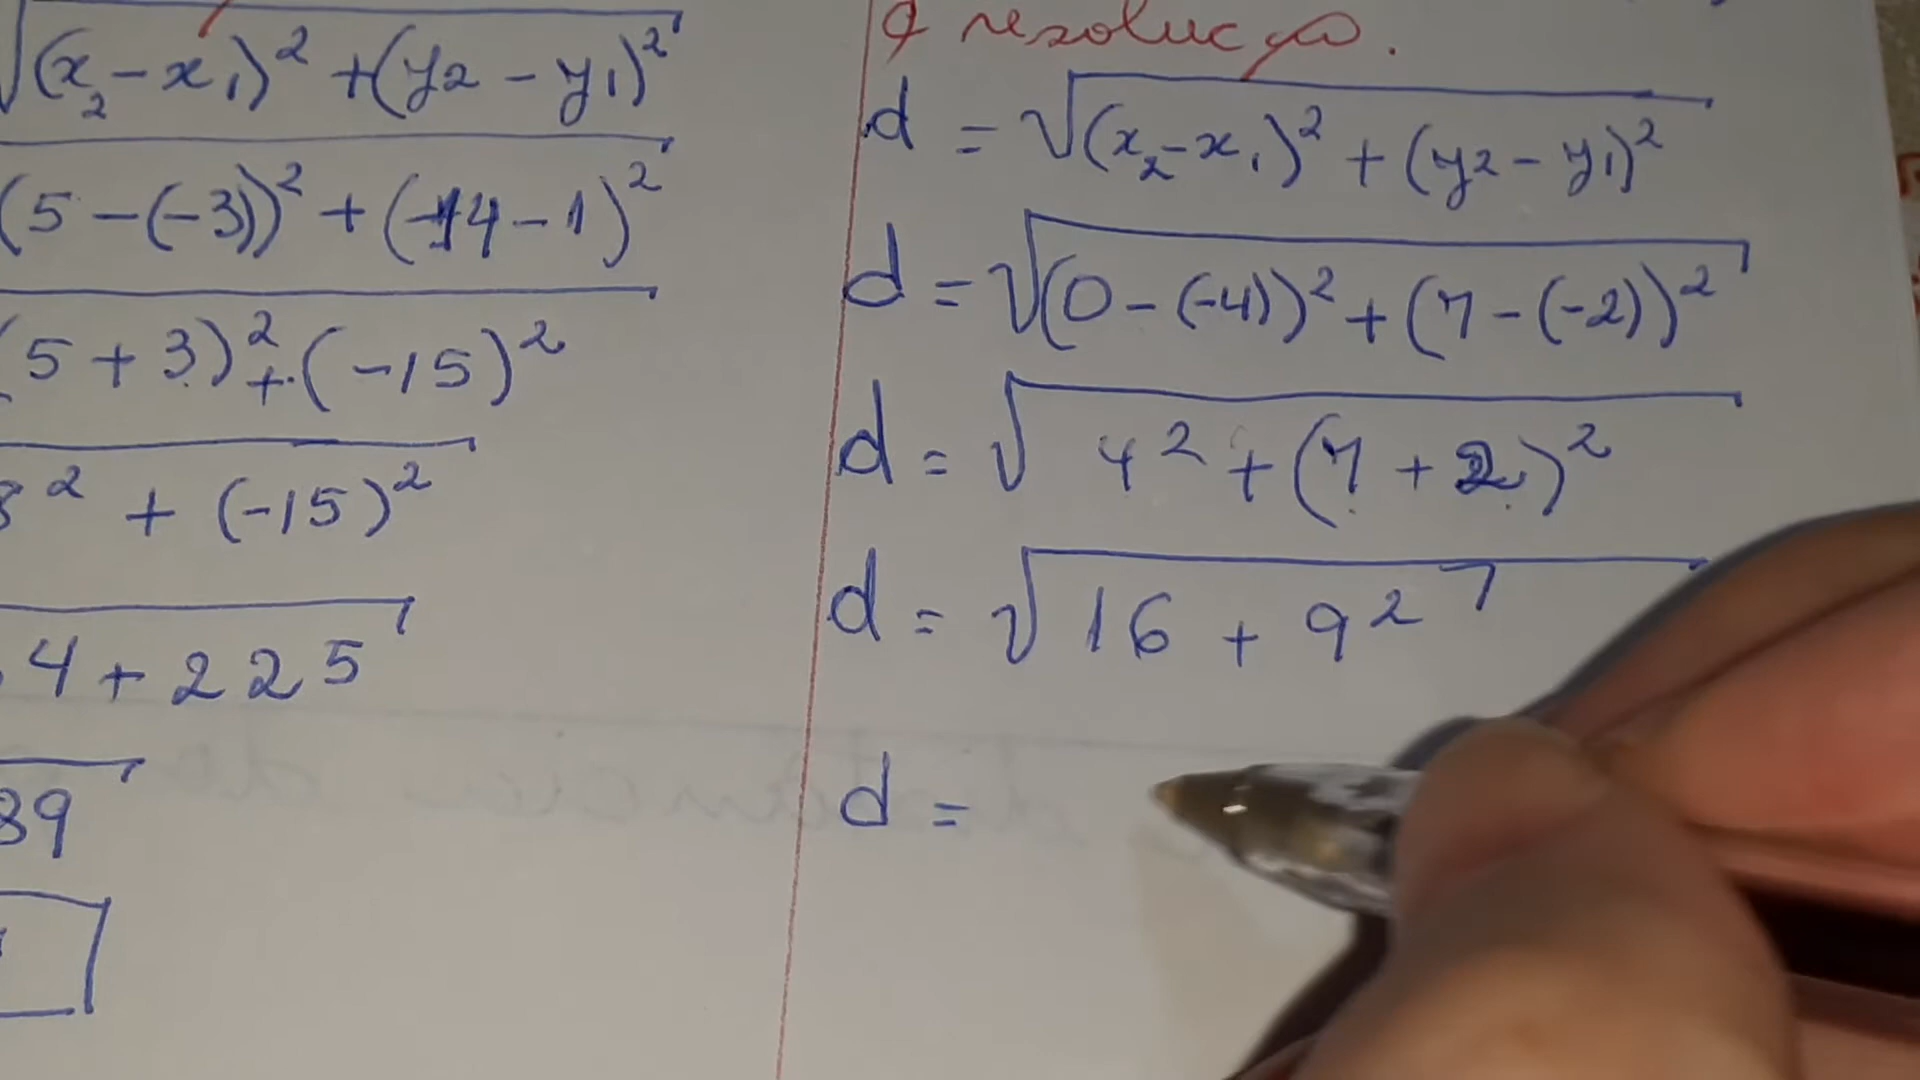 √(x₂-x₁)² + (y2 - y1)²
(5 - (-3))² + (-14 - 1)²
(5 + 3)² + (-15)²
8² + (-15)²
4 + 225
89
a resolução.
d = √(x₂-x₁)² + (y2 - y1)²
d = √(0 - (-4))² + (7 - (-2))²
d = √4² + (7 + 2)²
d = √16 + 9²
d =